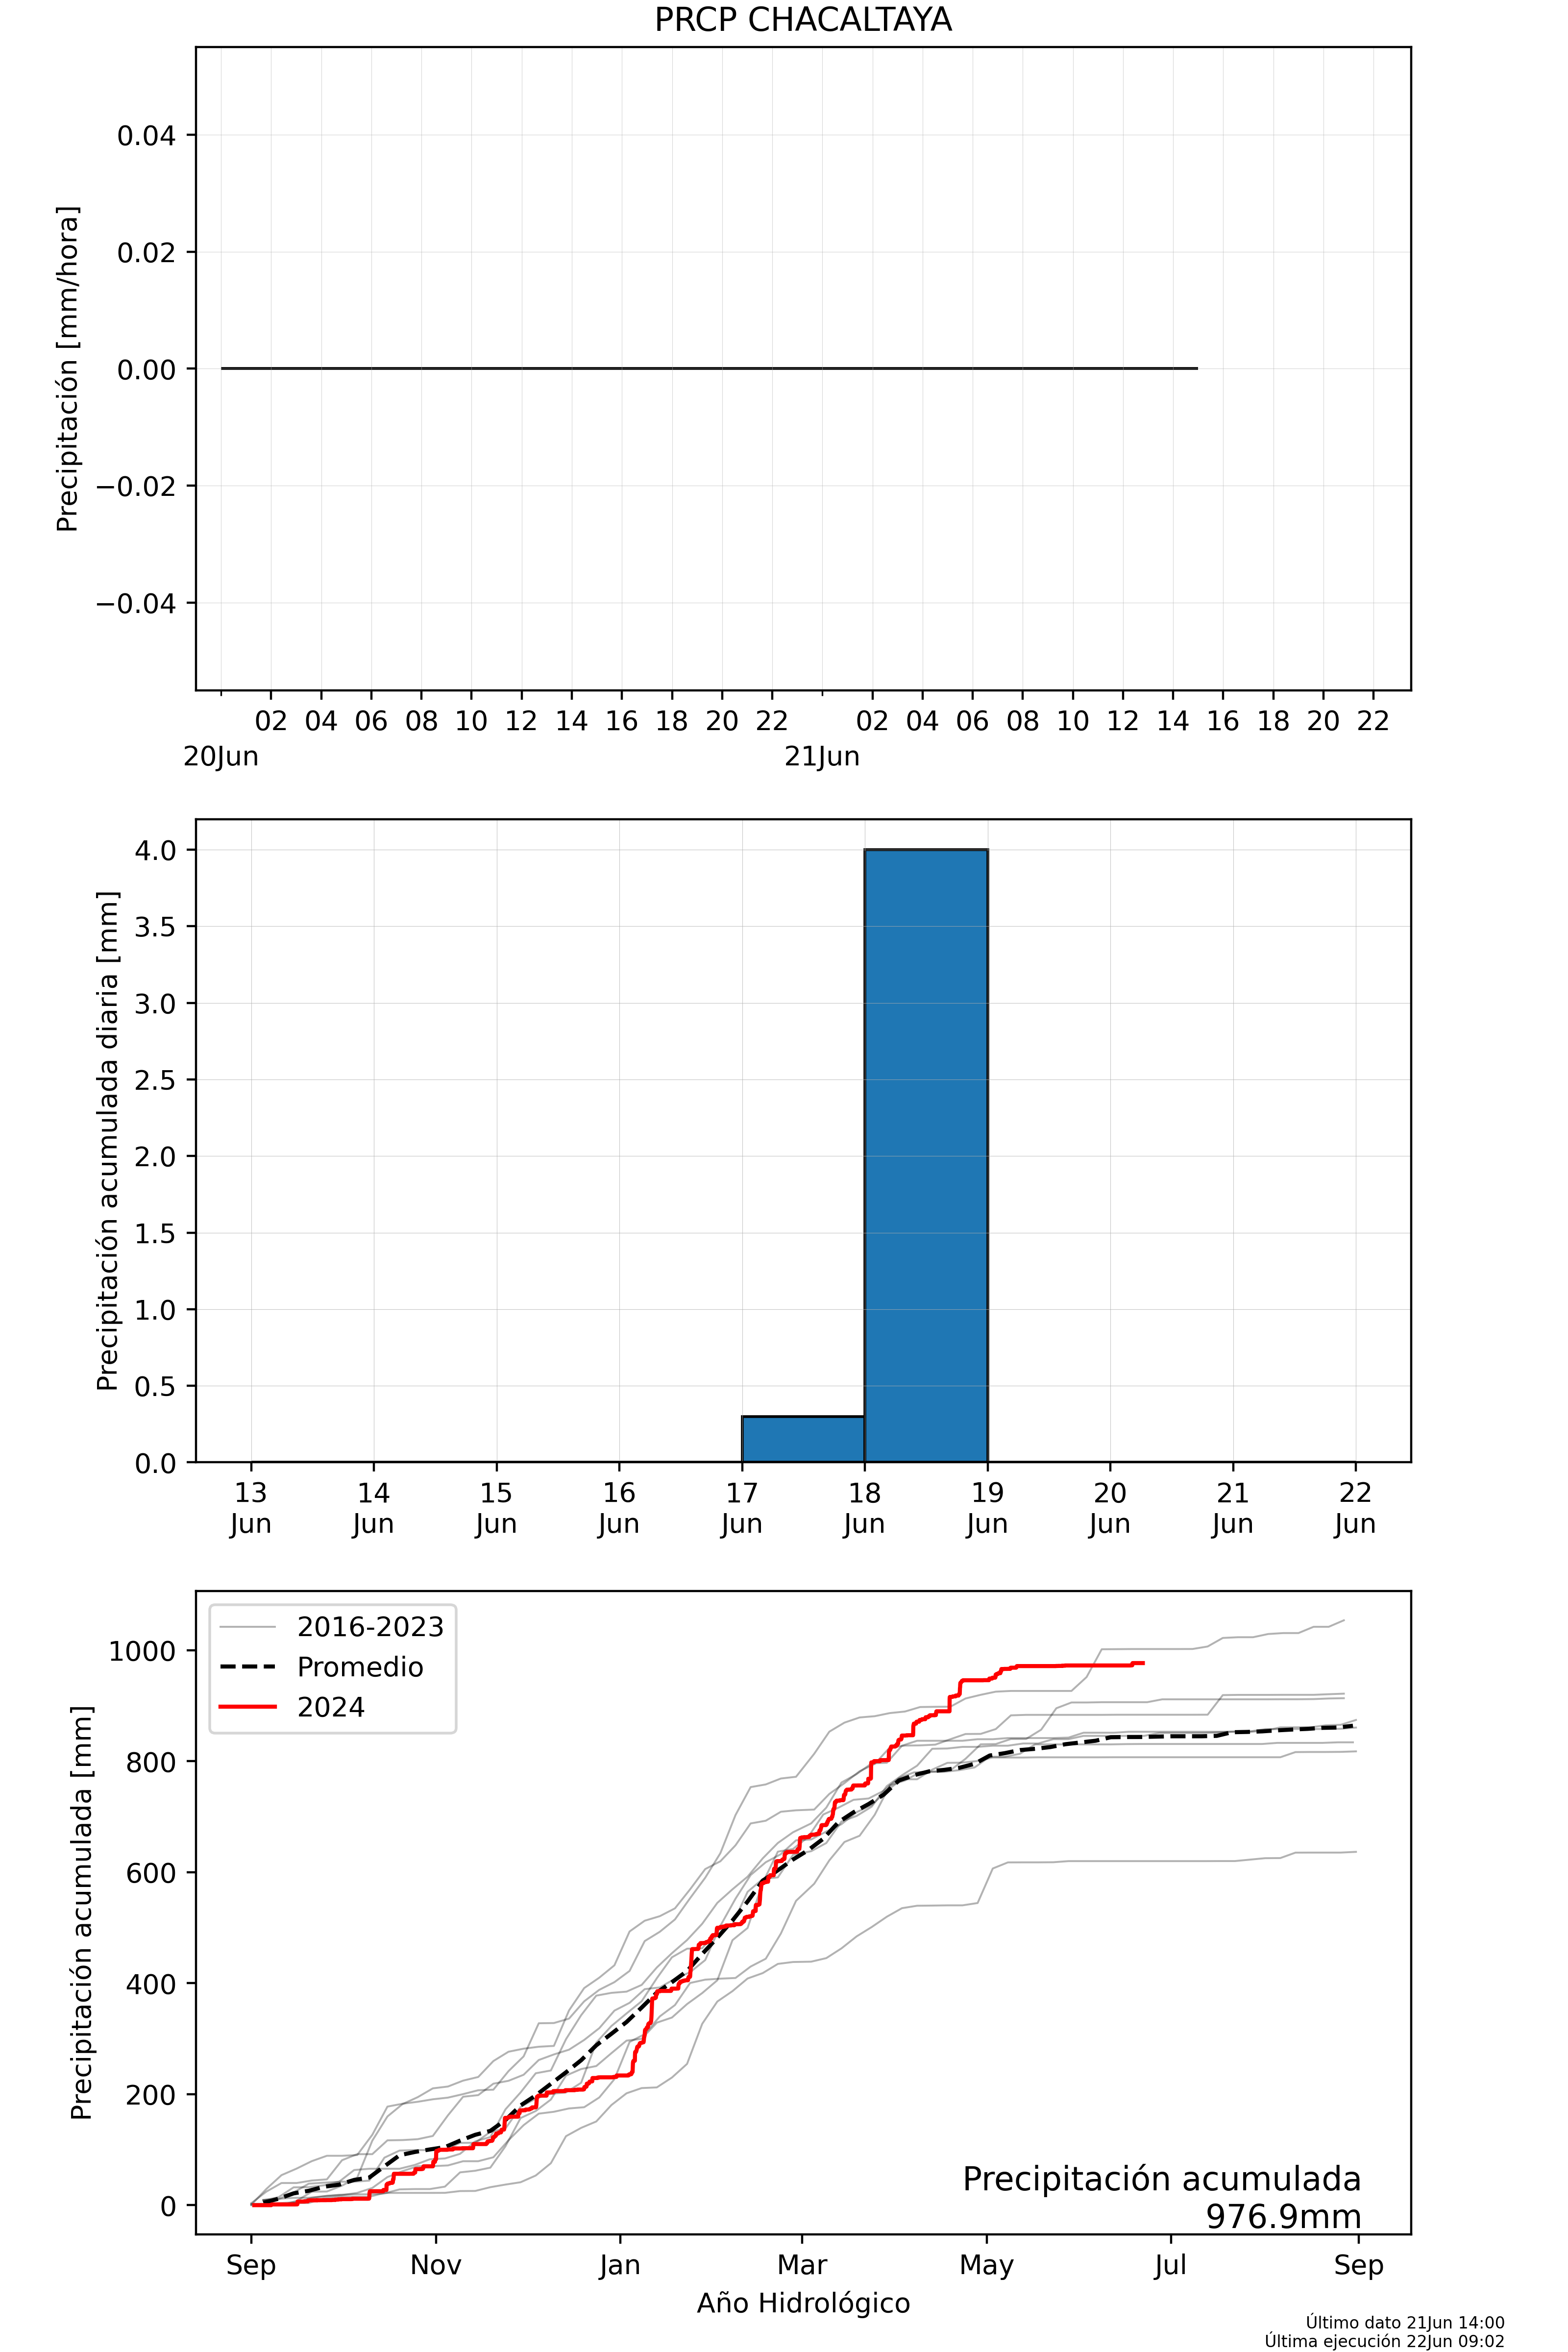 PRCP CHACALTAYA
Precipitación [mm/hora]
0.04
0.02
0.00
−0.02
−0.04
02 04 06 08 10 12 14 16 18 20 22 02 04 06 08 10 12 14 16 18 20 22
20Jun 21Jun
Precipitación acumulada diaria [mm]
4.0
3.5
3.0
2.5
2.0
1.5
1.0
0.5
0.0
13 14 15 16 17 18 19 20 21 22
Jun Jun Jun Jun Jun Jun Jun Jun Jun Jun
Precipitación acumulada [mm]
1000
800
600
400
200
0
2016-2023
Promedio
2024
Precipitación acumulada
976.9mm
Sep Nov Jan Mar May Jul Sep
Año Hidrológico
Último dato 21Jun 14:00
Última ejecución 22Jun 09:02